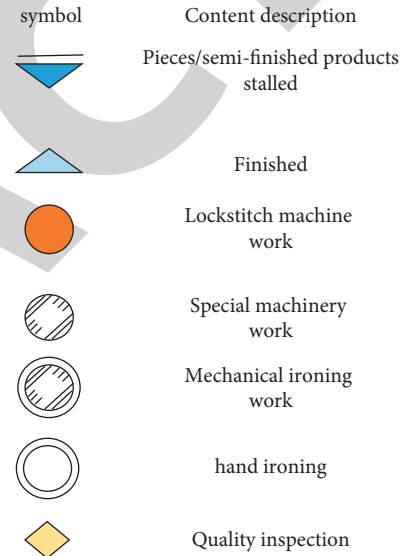 symbol Content description
Pieces/semi-finished products
stalled
Finished
Lockstitch machine
work
Special machinery
work
Mechanical ironing
work
hand ironing
Quality inspection